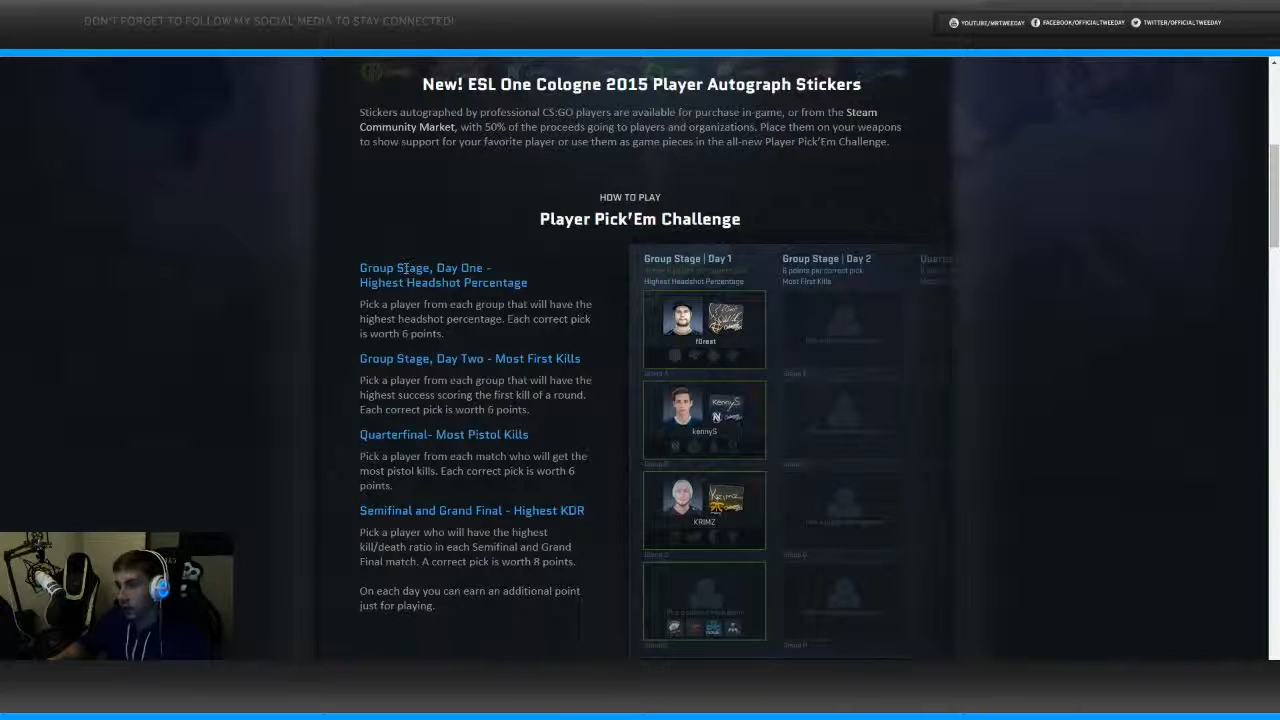 DON'T FORGET TO FOLLOW MY SOCIAL MEDIA TO STAY CONNECTED!
YOUTUBE/MRTWEEDAY FACEBOOK/OFFICIALTWEEDAY TWITTER/OFFICIALTWEEDAY
New! ESL One Cologne 2015 Player Autograph Stickers
Stickers autographed by professional CS:GO players are available for purchase in-game, or from the Steam
Community Market, with 50% of the proceeds going to players and organizations. Place them on your weapons
to show support for your favorite player or use them as game pieces in the all-new Player Pick'Em Challenge.
HOW TO PLAY
Player Pick'Em Challenge
Group Stage, Day One -
Highest Headshot Percentage
Pick a player from each group that will have the
highest headshot percentage. Each correct pick
is worth 6 points.
Group Stage, Day Two - Most First Kills
Pick a player from each group that will have the
highest success scoring the first kill of a round.
Each correct pick is worth 6 points.
Quarterfinal- Most Pistol Kills
Pick a player from each match who will get the
most pistol kills. Each correct pick is worth 6
points.
Semifinal and Grand Final - Highest KDR
Pick a player who will have the highest
kill/death ratio in each Semifinal and Grand
Final match. A correct pick is worth 8 points.
On each day you can earn an additional point
just for playing.
Group Stage | Day 1
Highest Headshot Percentage
f0rest
kennyS
kennyS
KRIMZ
KRIMZ
Group Stage | Day 2
6 points per correct pick
Most First Kills